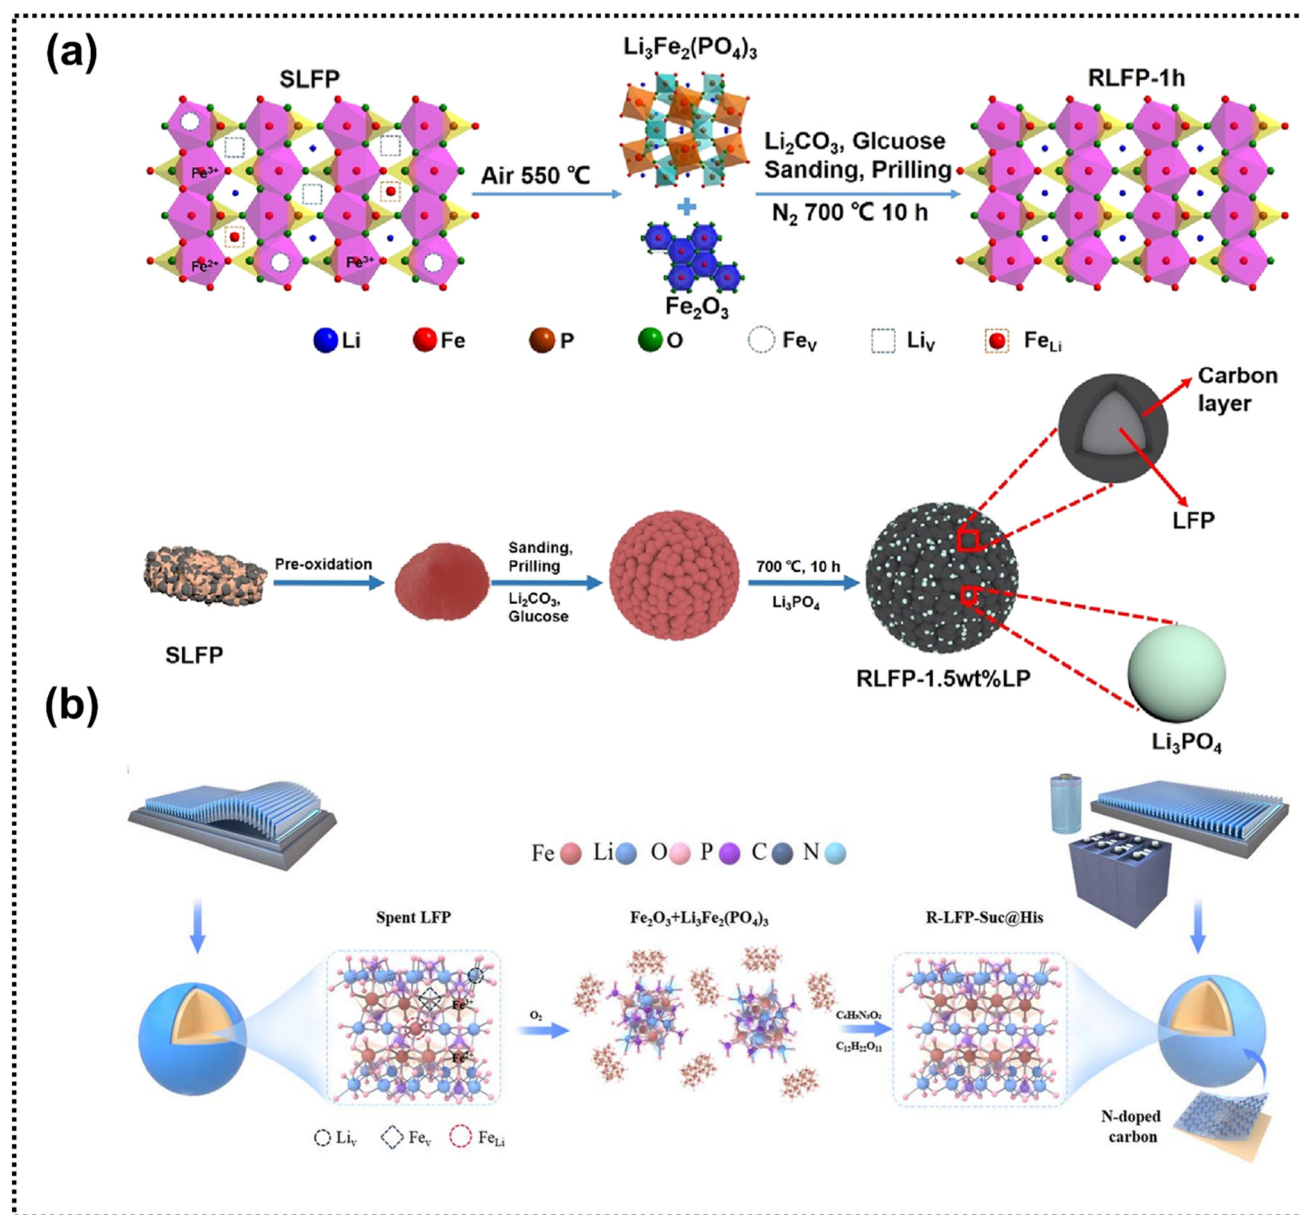 (a)
SLFP
Li3Fe2(PO4)3
RLFP-1h
Fe3+
Fe2+
Fe3+
Air 550 ℃
+
Fe2O3
Li2CO3, Glcuose
Sanding, Prilling
N2 700 ℃ 10 h
Li
Fe
P
O
FeV
LiV
FeLi
Carbon
layer
LFP
Pre-oxidation
Sanding,
Prilling
Li2CO3,
Glucose
700 ℃, 10 h
Li3PO4
SLFP
RLFP-1.5wt%LP
Li3PO4
(b)
Fe Li O P C N
Spent LFP
Fe2O3+Li3Fe2(PO4)3
R-LFP-Suc@His
Fe3+
Fe2+
O2
C6H9N3O2
C12H22O11
Liv
Fev
FeLi
N-doped
carbon